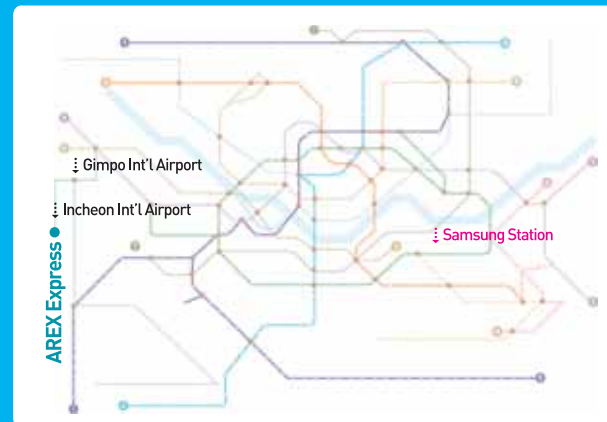 Gimpo Int'l Airport
Incheon Int'l Airport
AREX Express
Samsung Station